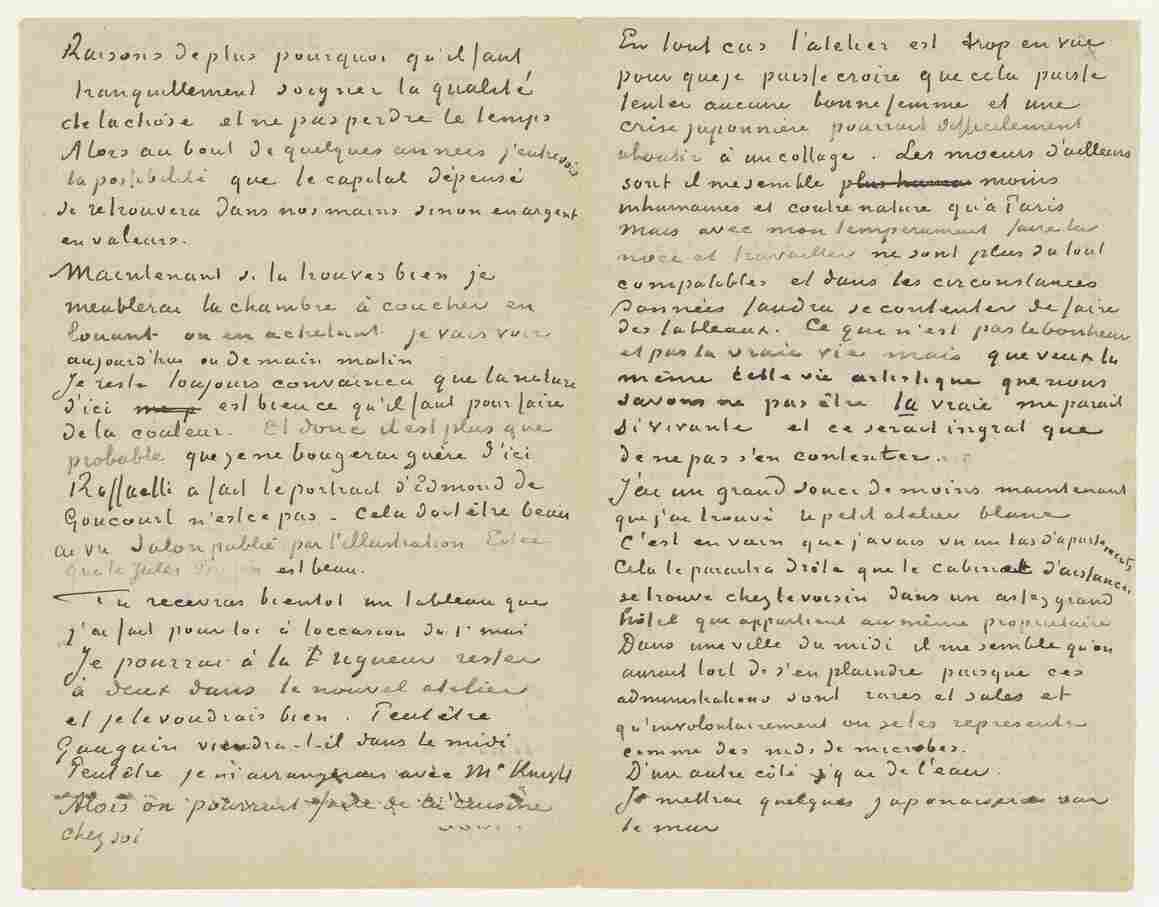 Raisons de plus pourquoi qu'il faut
tranquillement soigner la qualité
de la chose et ne pas perdre le temps
Alors au bout de quelques années j'entrevois
la possibilité que le capital dépensé
se retrouvera dans nos mains sinon en argent
en valeurs.
Maintenant si tu trouves bien je
meublerai la chambre à coucher en
louant ou en achetant je vais voir
aujourd'hui ou demain matin
Je reste toujours convaincu que la nature
d'ici est bien ce qu'il faut pour faire
de la couleur. Et donc il est plus que
probable que je ne bougerai guère d'ici
Raffaelli a fait le portrait d'Edmond de
Goncourt n'est ce pas – Cela doit être beau
ai vu Salon publié par l'illustration Est ce
que le Jules est beau.
Tu recevras bientot un tableau que
j'ai fait pour toi à l'occasion du 1r mai
Je pourrai à la rigueur rester
à deux dans le nouvel atelier
et je le voudrais bien. Peutêtre
Gauguin viendra-t-il dans le midi
Peutêtre je m'arrangerais avec Mc Knight
Alors on pourrait faire de la cuisine
chez soi
En tout cas l'atelier est trop en vue
pour que je puisse croire que cela puisse
tenter aucune bonne femme et une
crise juponnière pourrait difficilement
aboutir à un collage. Les moeurs d'ailleurs
sont il me semble plus humai moins
inhumaines et contre nature qu'à Paris
Mais avec mon temperament faire la
noce et travailler ne sont plus du tout
compatibles et dans les circonstances
données faudra se contenter de faire
des tableaux. Ce qui n'est pas le bonheur
et pas la vraie vie mais que veux tu
même cette vie artistique que nous
savons ne pas être la vraie me parait
si vivante et ce serait ingrat que
de ne pas s'en contenter.
J'ai un grand souci de moins maintenant
que j'ai trouvé le petit atelier blanc
C'est en vain que j'avais vu un tas d'apartements
Cela te paraitra drôle que le cabinet d'aisances
se trouve chez le voisin dans un assez grand
hôtel qui appartient au même propriétaire
Dans une ville du midi il me semble qu'on
aurait tort de s'en plaindre puisque ces
administrations sont rares et sales et
qu'involontairement on se les represente
comme des nids de microbes.
D'un autre côté j'y ai de l'eau.
Je mettrai quelques japonaiseries sur
le mur